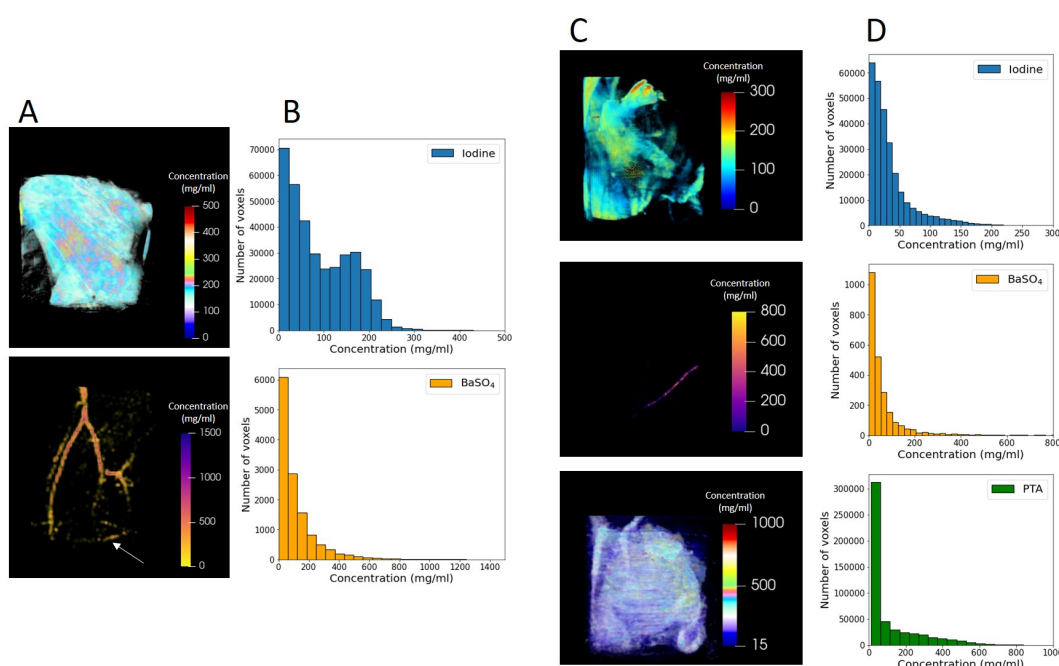 A
Concentration
(mg/ml)
500
400
300
200
100
0
Concentration
(mg/ml)
1500
1000
500
0
B
Iodine
Number of voxels
70000
60000
50000
40000
30000
20000
10000
0
0 100 200 300 400 500
Concentration (mg/ml)
BaSO₄
Number of voxels
6000
5000
4000
3000
2000
1000
0
0 200 400 600 800 1000 1200 1400
Concentration (mg/ml)
C
Concentration
(mg/ml)
300
200
100
0
Concentration
(mg/ml)
800
600
400
200
0
Concentration
(mg/ml)
1000
500
15
D
Iodine
Number of voxels
60000
50000
40000
30000
20000
10000
0
0 50 100 150 200 250 300
Concentration (mg/ml)
BaSO₄
Number of voxels
1000
800
600
400
200
0
0 200 400 600 800
Concentration (mg/ml)
PTA
Number of voxels
300000
250000
200000
150000
100000
50000
0
0 200 400 600 800 1000
Concentration (mg/ml)